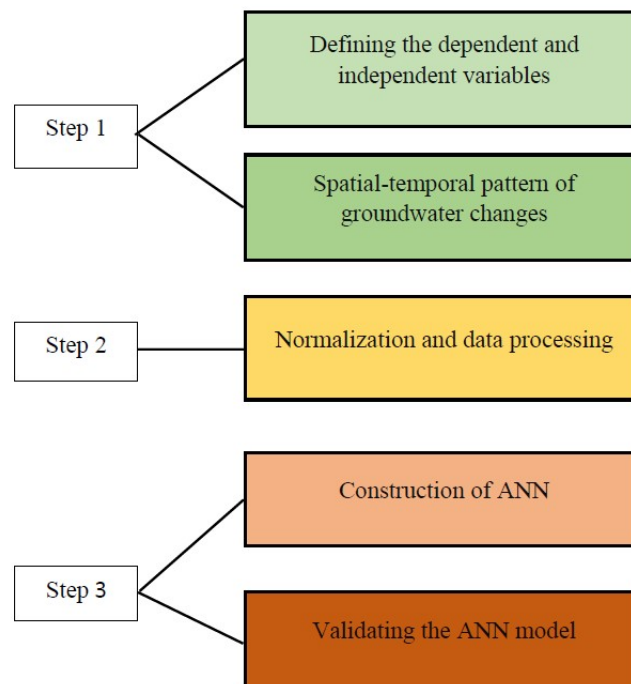 Step 1
Defining the dependent and
independent variables
Spatial-temporal pattern of
groundwater changes
Step 2
Normalization and data processing
Step 3
Construction of ANN
Validating the ANN model